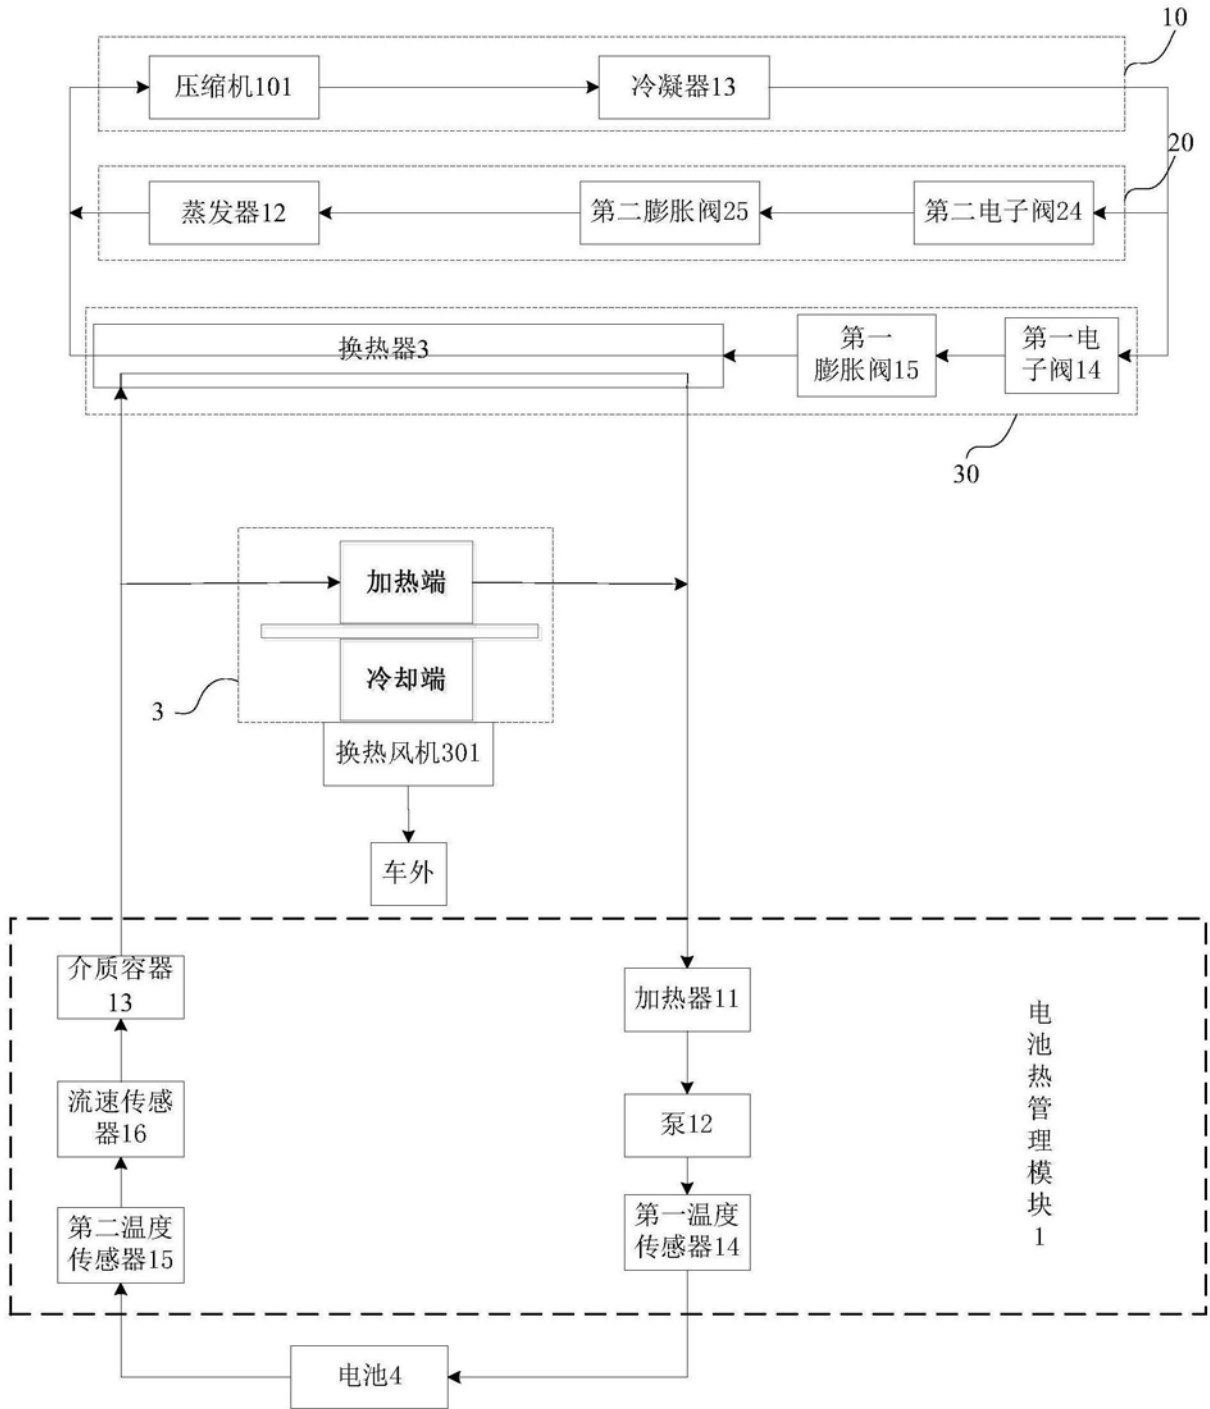 10
压缩机101
冷凝器13
20
蒸发器12
第二膨胀阀25
第二电子阀24
换热器3
第一
膨胀阀15
第一电
子阀14
30
加热端
冷却端
3
换热风机301
车外
介质容器
13
加热器11
流速传感
器16
泵12
第二温度
传感器15
第一温度
传感器14
电
池
热
管
理
模
块
1
电池4